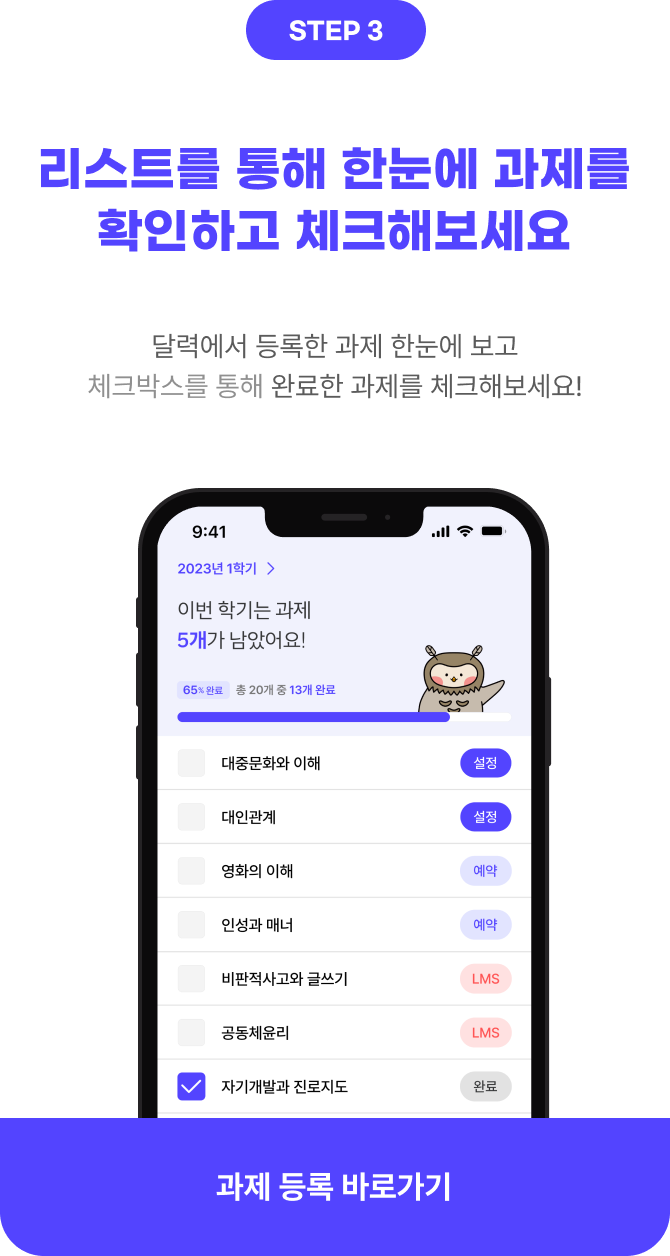 STEP 3
리스트를 통해 한눈에 과제를
확인하고 체크해보세요
달력에서 등록한 과제 한눈에 보고
체크박스를 통해 완료한 과제를 체크해보세요!
9:41
2023년 1학기
이번 학기는 과제
5개가 남았어요!
65% 완료 총 20개 중 13개 완료
대중문화와 이해 설정
대인관계 설정
영화의 이해 예약
인성과 매너 예약
비판적사고와 글쓰기 LMS
공동체윤리 LMS
자기개발과 진로지도 완료
과제 등록 바로가기